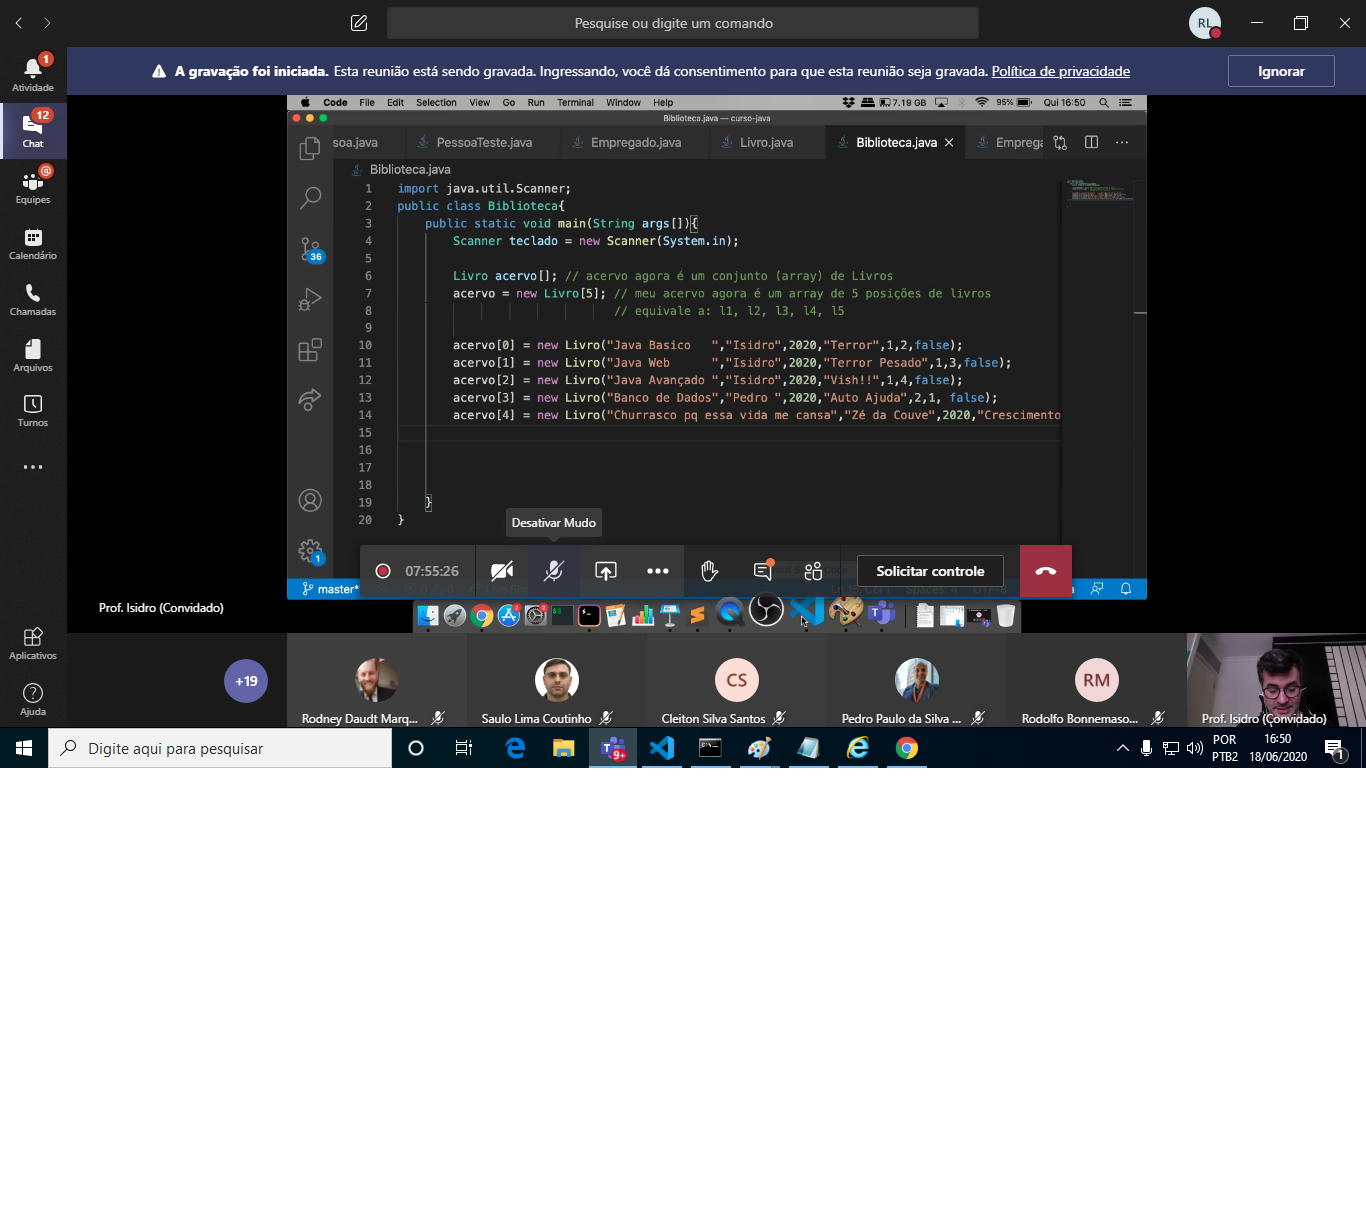 Pesquise ou digite um comando
RL
1
Atividade
12
Chat
@
Equipes
Calendário
Chamadas
Arquivos
Turnos
Aplicativos
Ajuda
A gravação foi iniciada. Esta reunião está sendo gravada. Ingressando, você dá consentimento para que esta reunião seja gravada. Política de privacidade
Ignorar
Code File Edit Selection View Go Run Terminal Window Help
7.19 GB 95% Qui 16:50
Biblioteca.java — curso-java
soa.java PessoaTeste.java Empregado.java Livro.java Biblioteca.java Emprega
Biblioteca.java
1 import java.util.Scanner;
2 public class Biblioteca{
3 public static void main(String args[]){
4 Scanner teclado = new Scanner(System.in);
5
6 Livro acervo[]; // acervo agora é um conjunto (array) de Livros
7 acervo = new Livro[5]; // meu acervo agora é um array de 5 posições de livros
8 // equivale a: l1, l2, l3, l4, l5
9
10 acervo[0] = new Livro("Java Basico   ","Isidro",2020,"Terror",1,2,false);
11 acervo[1] = new Livro("Java Web      ","Isidro",2020,"Terror Pesado",1,3,false);
12 acervo[2] = new Livro("Java Avançado ","Isidro",2020,"Vish!!",1,4,false);
13 acervo[3] = new Livro("Banco de Dados","Pedro ",2020,"Auto Ajuda",2,1, false);
14 acervo[4] = new Livro("Churrasco pq essa vida me cansa","Zé da Couve",2020,"Crescimento
15
16
17
18
19 }
20 }
36
1
Desativar Mudo
07:55:26
Solicitar controle
master*
Prof. Isidro (Convidado)
+19
Rodney Daudt Marq...
Saulo Lima Coutinho
CS
Cleiton Silva Santos
Pedro Paulo da Silva ...
RM
Rodolfo Bonnemaso...
Prof. Isidro (Convidado)
Digite aqui para pesquisar
9+
POR
PTB2
16:50
18/06/2020
1